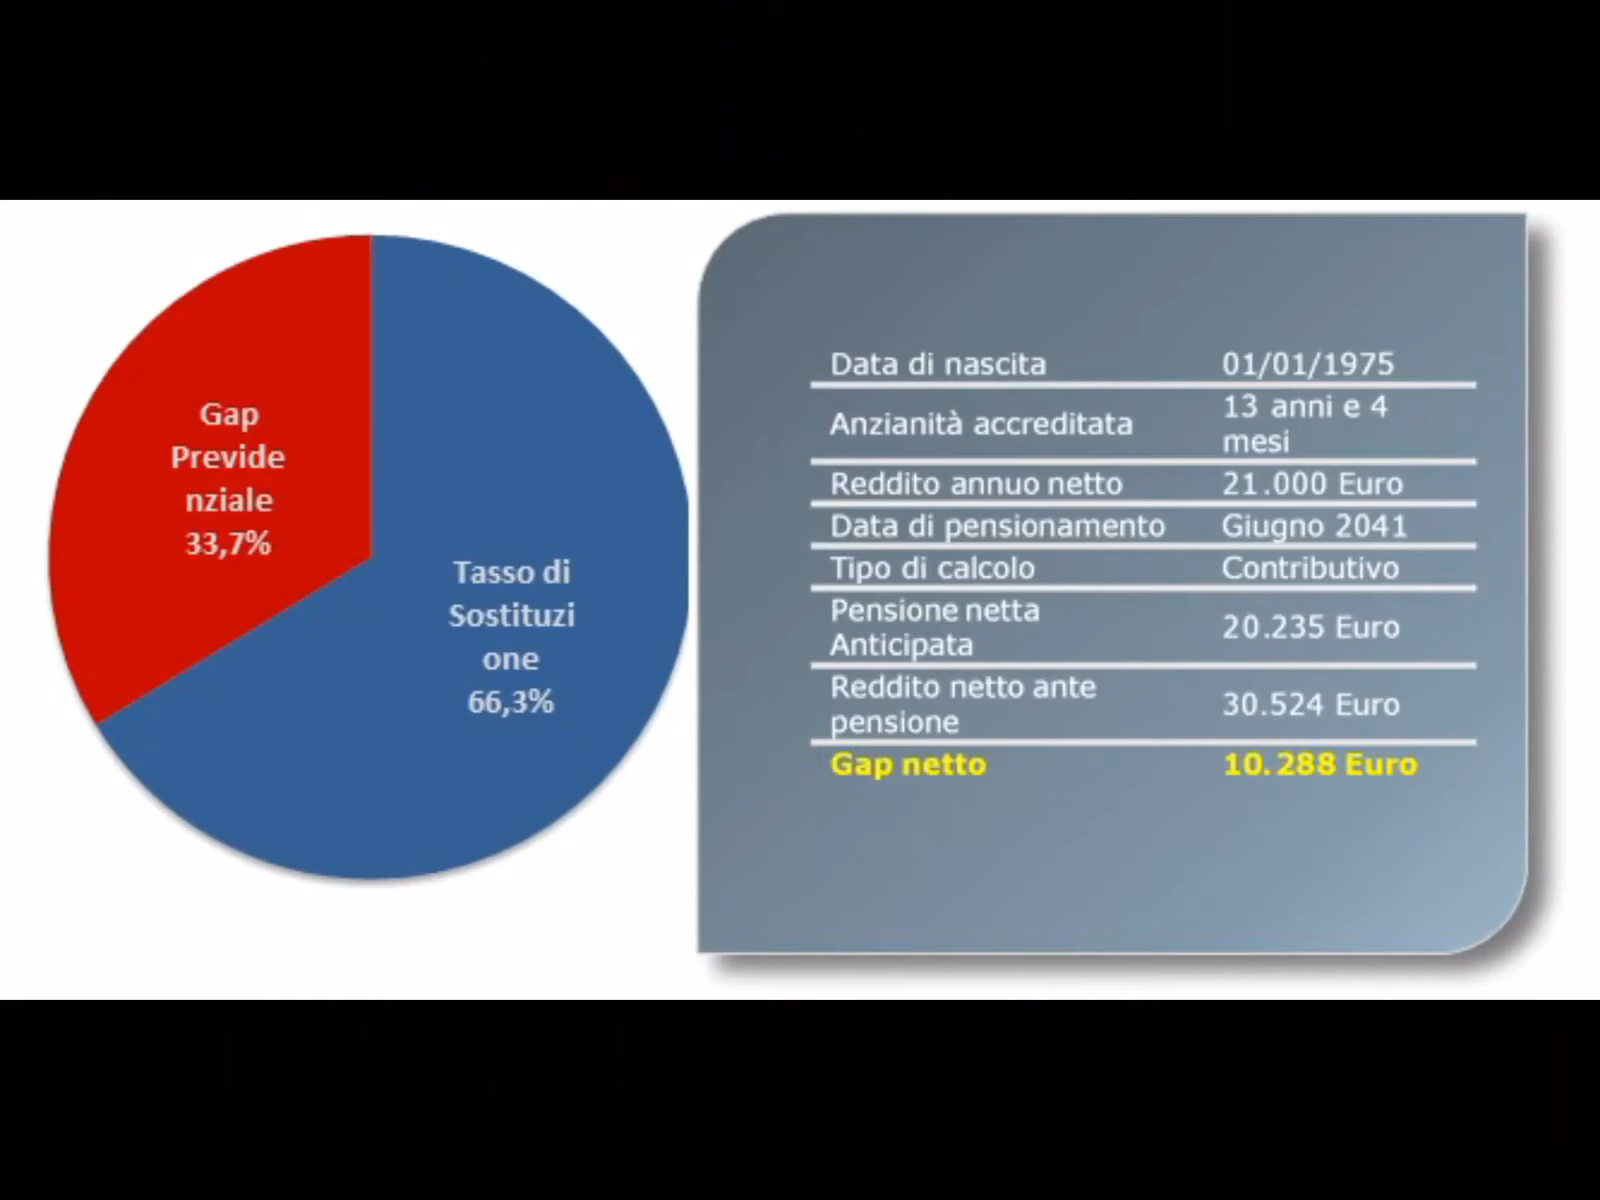 Gap
Previde
nziale
33,7%
Tasso di
Sostituzi
one
66,3%
Data di nascita 01/01/1975
Anzianità accreditata 13 anni e 4
mesi
Reddito annuo netto 21.000 Euro
Data di pensionamento Giugno 2041
Tipo di calcolo Contributivo
Pensione netta
Anticipata 20.235 Euro
Reddito netto ante
pensione 30.524 Euro
Gap netto 10.288 Euro